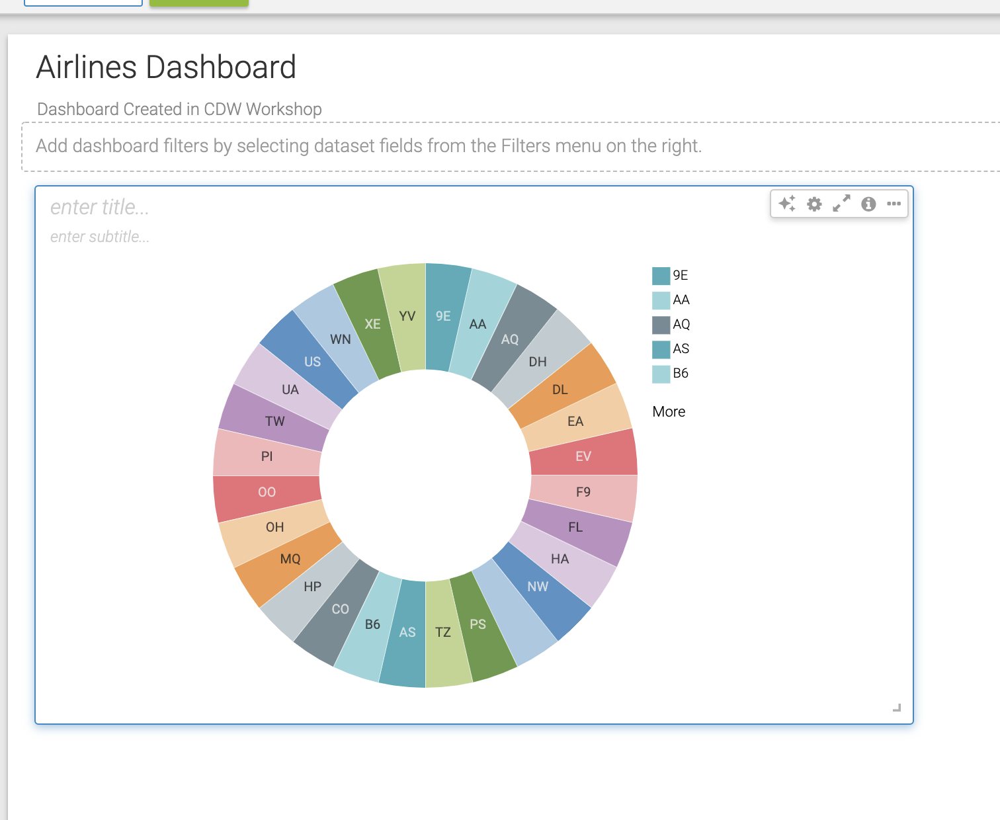 Airlines Dashboard
Dashboard Created in CDW Workshop
Add dashboard filters by selecting dataset fields from the Filters menu on the right.
enter title...
enter subtitle...
9E
AA
AQ
AS
B6
More
9E
AA
AQ
DH
DL
EA
EV
F9
FL
HA
NW
PS
TZ
AS
B6
CO
HP
MQ
OH
OO
PI
TW
UA
US
WN
XE
YV